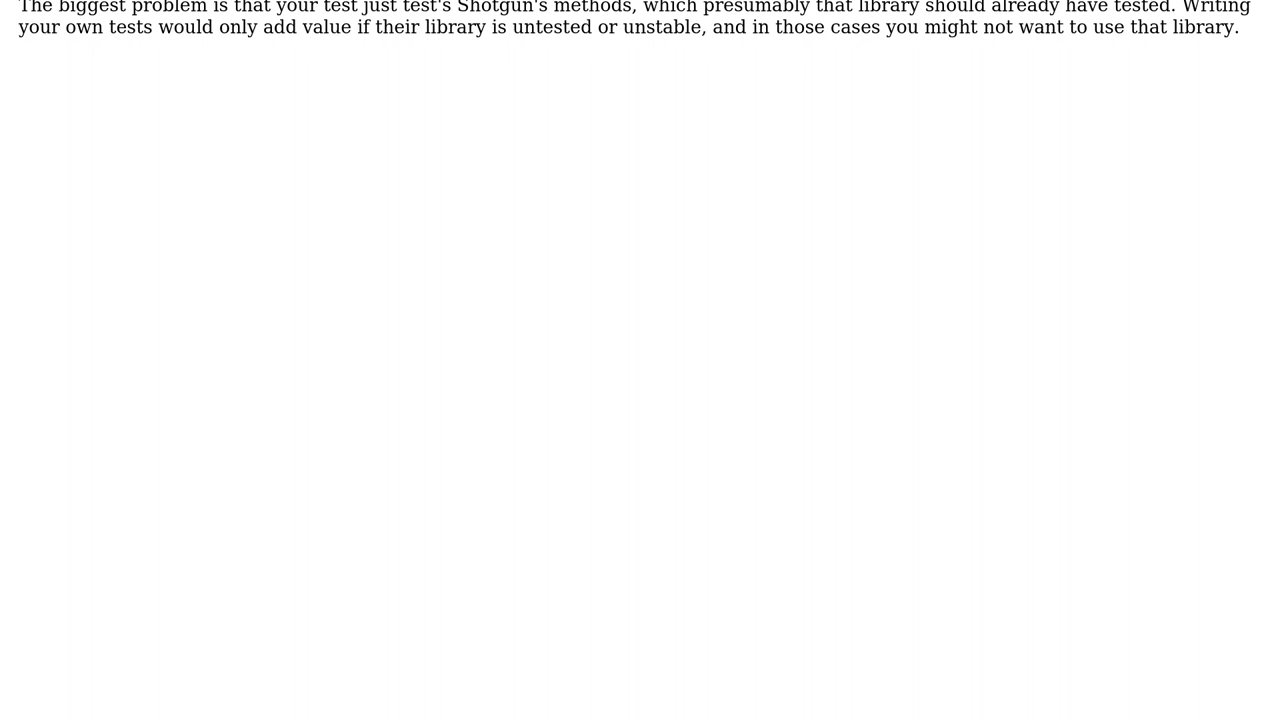 The biggest problem is that your test just test's Shotgun's methods, which presumably that library should already have tested. Writing
your own tests would only add value if their library is untested or unstable, and in those cases you might not want to use that library.